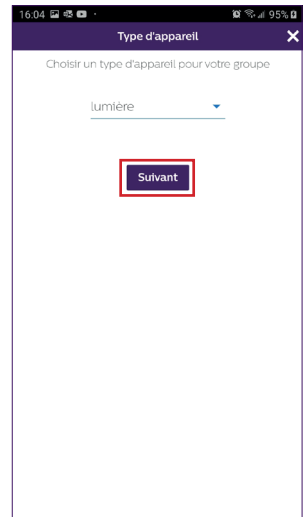 16:04 95%
Type d'appareil
Choisir un type d'appareil pour votre groupe
lumière
Suivant